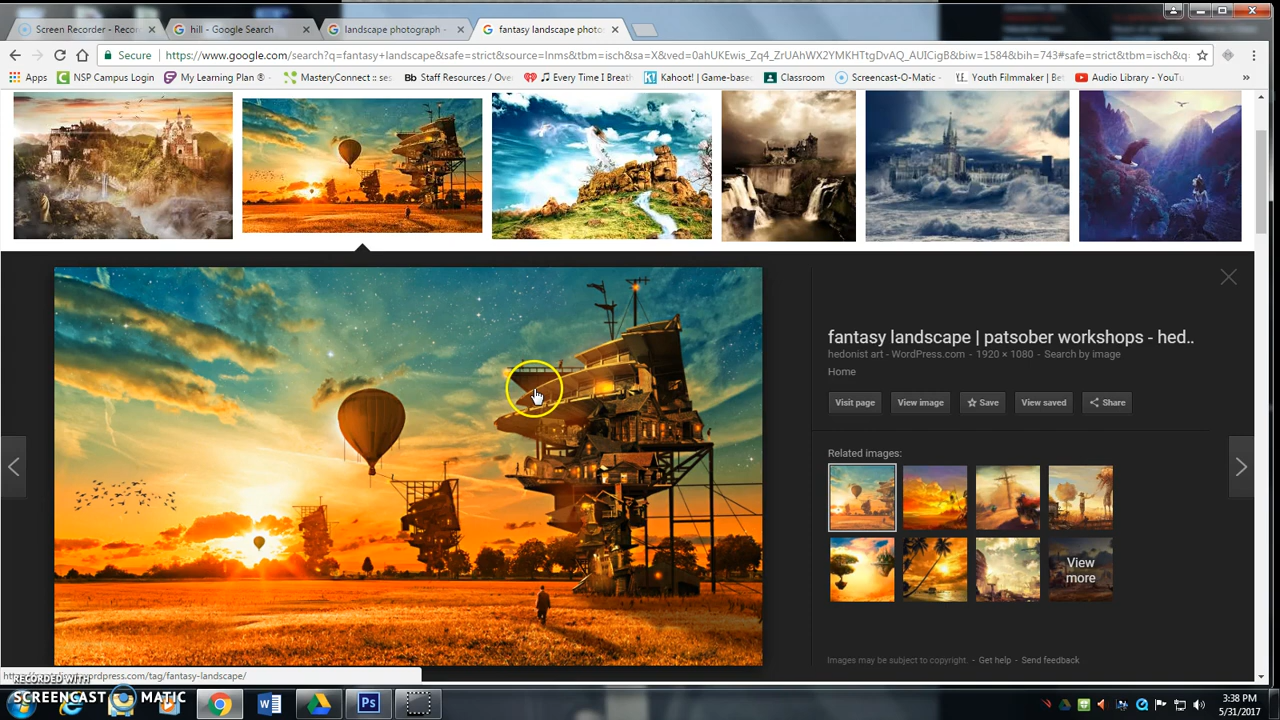 Screen Recorder - Recor
hill - Google Search
landscape photograph -
fantasy landscape photo
Secure
https://www.google.com/search?q=fantasy+landscape&safe=strict&source=lnms&tbm=isch&sa=X&ved=0ahUKEwis_Zq4_ZrUAhWX2YMKHTtgDvAQ_AUICigB&biw=1584&bih=743#safe=strict&tbm=isch&q=
Apps
NSP Campus Login
My Learning Plan ®
MasteryConnect :: se
Bb Staff Resources / Ove
Every Time I Breath
Kahoot! | Game-base
Classroom
Screencast-O-Matic
Youth Filmmaker | Be
Audio Library - YouTu
»
fantasy landscape | patsober workshops - hed..
hedonist art - WordPress.com - 1920 × 1080 - Search by image
Home
Visit page
View image
Save
View saved
Share
Related images:
View
more
Images may be subject to copyright. - Get help - Send feedback
ordpress.com/tag/fantasy-landscape/
RECORDED WITH
SCREENCAST MATIC
W
Ps
3:38 PM
5/31/2017